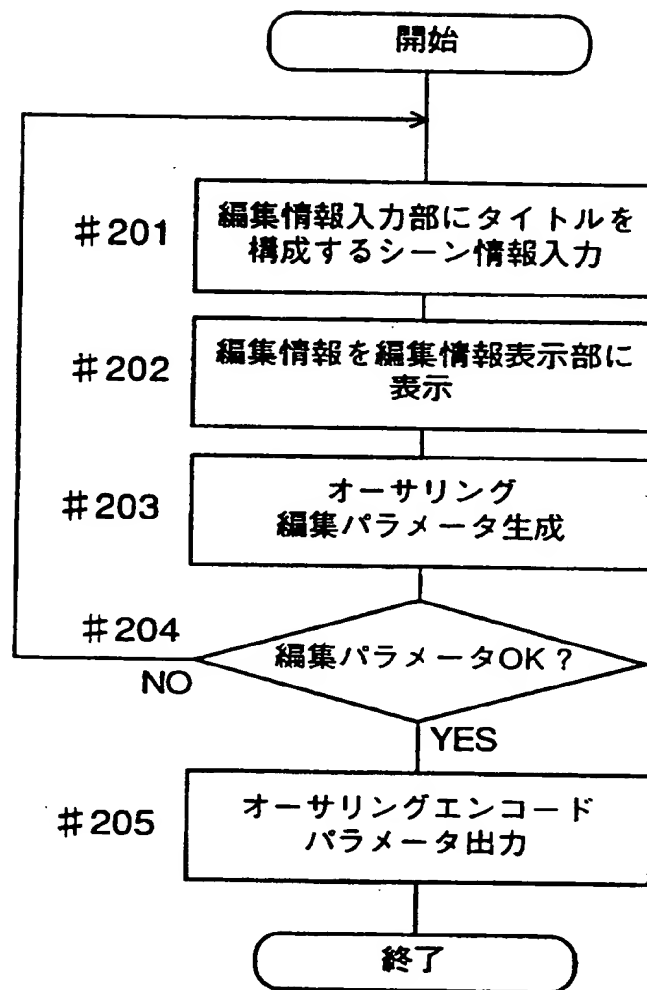 開始
#201
編集情報入力部にタイトルを
構成するシーン情報入力
#202
編集情報を編集情報表示部に
表示
#203
オーサリング
編集パラメータ生成
#204
編集パラメータOK?
NO
YES
#205
オーサリングエンコード
パラメータ出力
終了